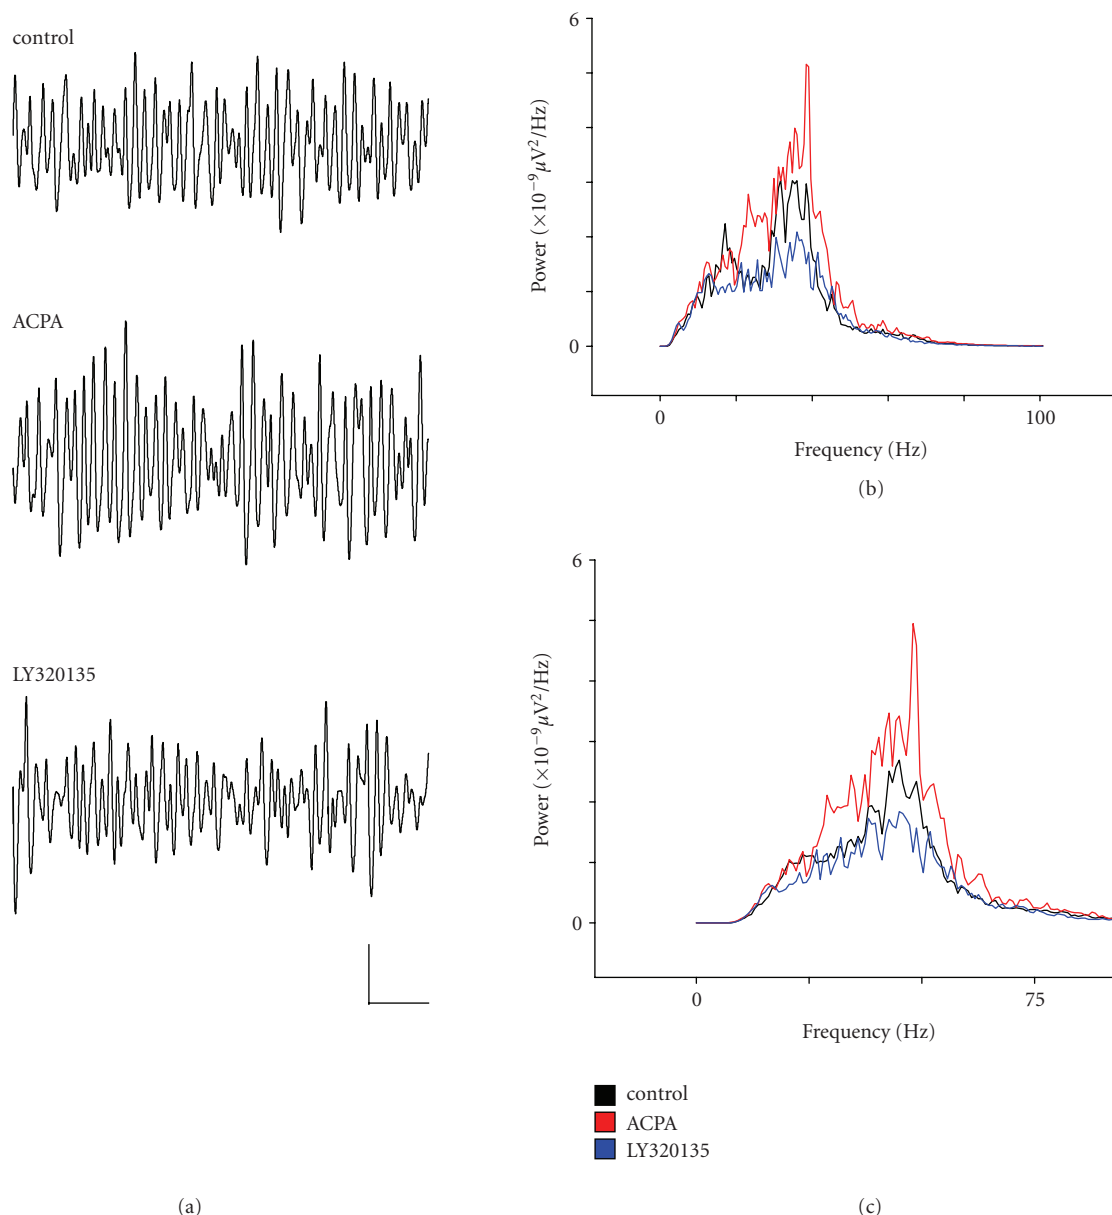 control
ACPA
LY320135
(a)
6
Power (×10⁻⁹μV²/Hz)
0
0
100
Frequency (Hz)
(b)
6
Power (×10⁻⁹μV²/Hz)
0
0
75
Frequency (Hz)
control
ACPA
LY320135
(c)